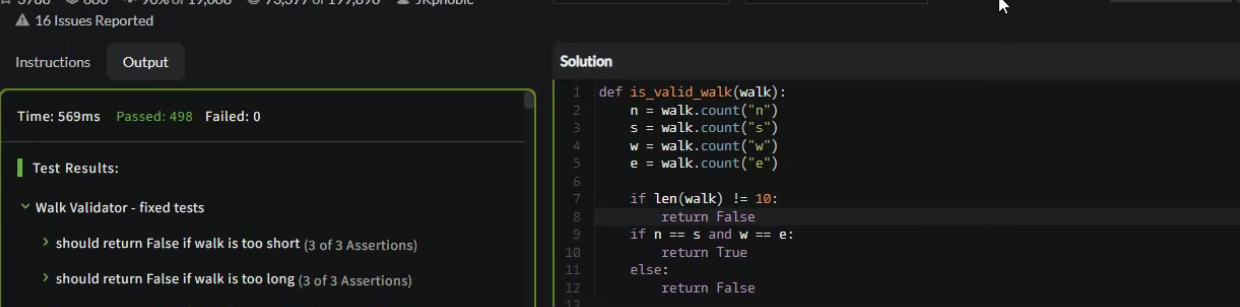 16 Issues Reported
Instructions
Output
Time: 569ms Passed: 498 Failed: 0
Test Results:
Walk Validator - fixed tests
should return False if walk is too short (3 of 3 Assertions)
should return False if walk is too long (3 of 3 Assertions)
Solution
1 def is_valid_walk(walk):
2     n = walk.count("n")
3     s = walk.count("s")
4     w = walk.count("w")
5     e = walk.count("e")
6
7     if len(walk) != 10:
8         return False
9     if n == s and w == e:
10         return True
11     else:
12         return False
13